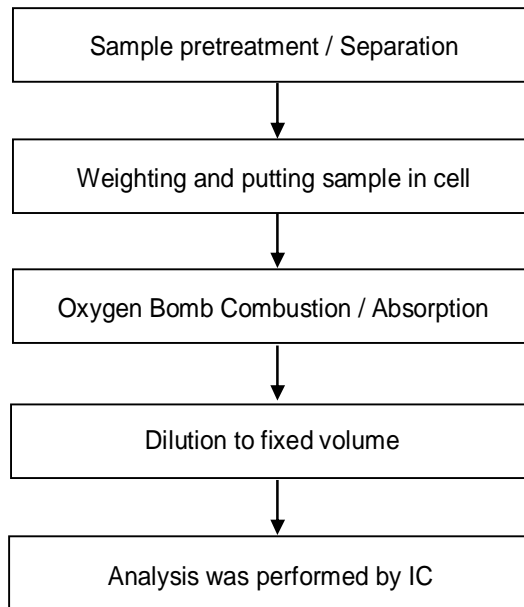 Sample pretreatment / Separation
Weighting and putting sample in cell
Oxygen Bomb Combustion / Absorption
Dilution to fixed volume
Analysis was performed by IC